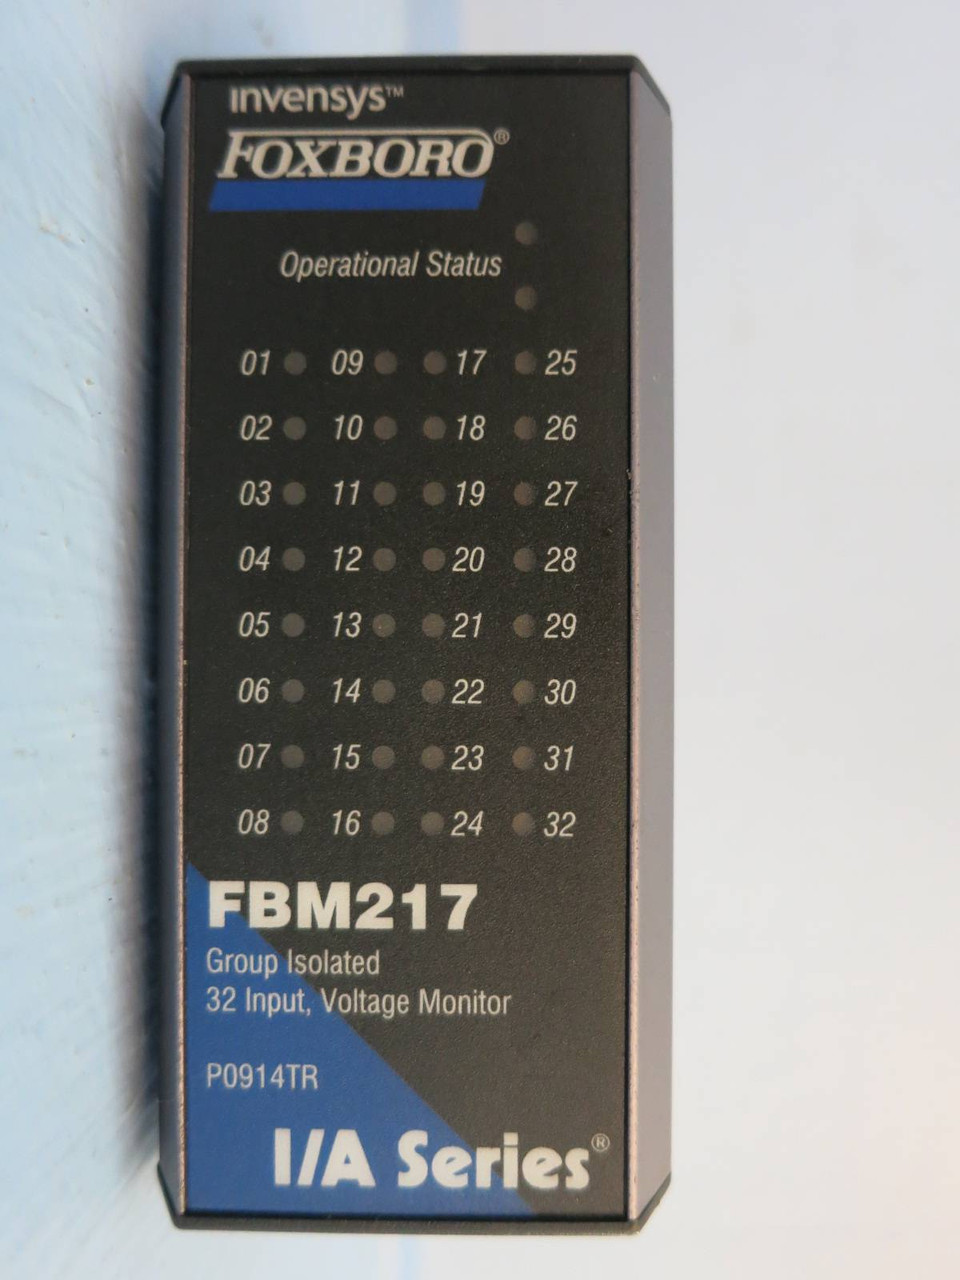 invensys™
FOXBORO®
Operational Status
01 09 17 25
02 10 18 26
03 11 19 27
04 12 20 28
05 13 21 29
06 14 22 30
07 15 23 31
08 16 24 32
FBM217
Group Isolated
32 Input, Voltage Monitor
P0914TR
I/A Series®